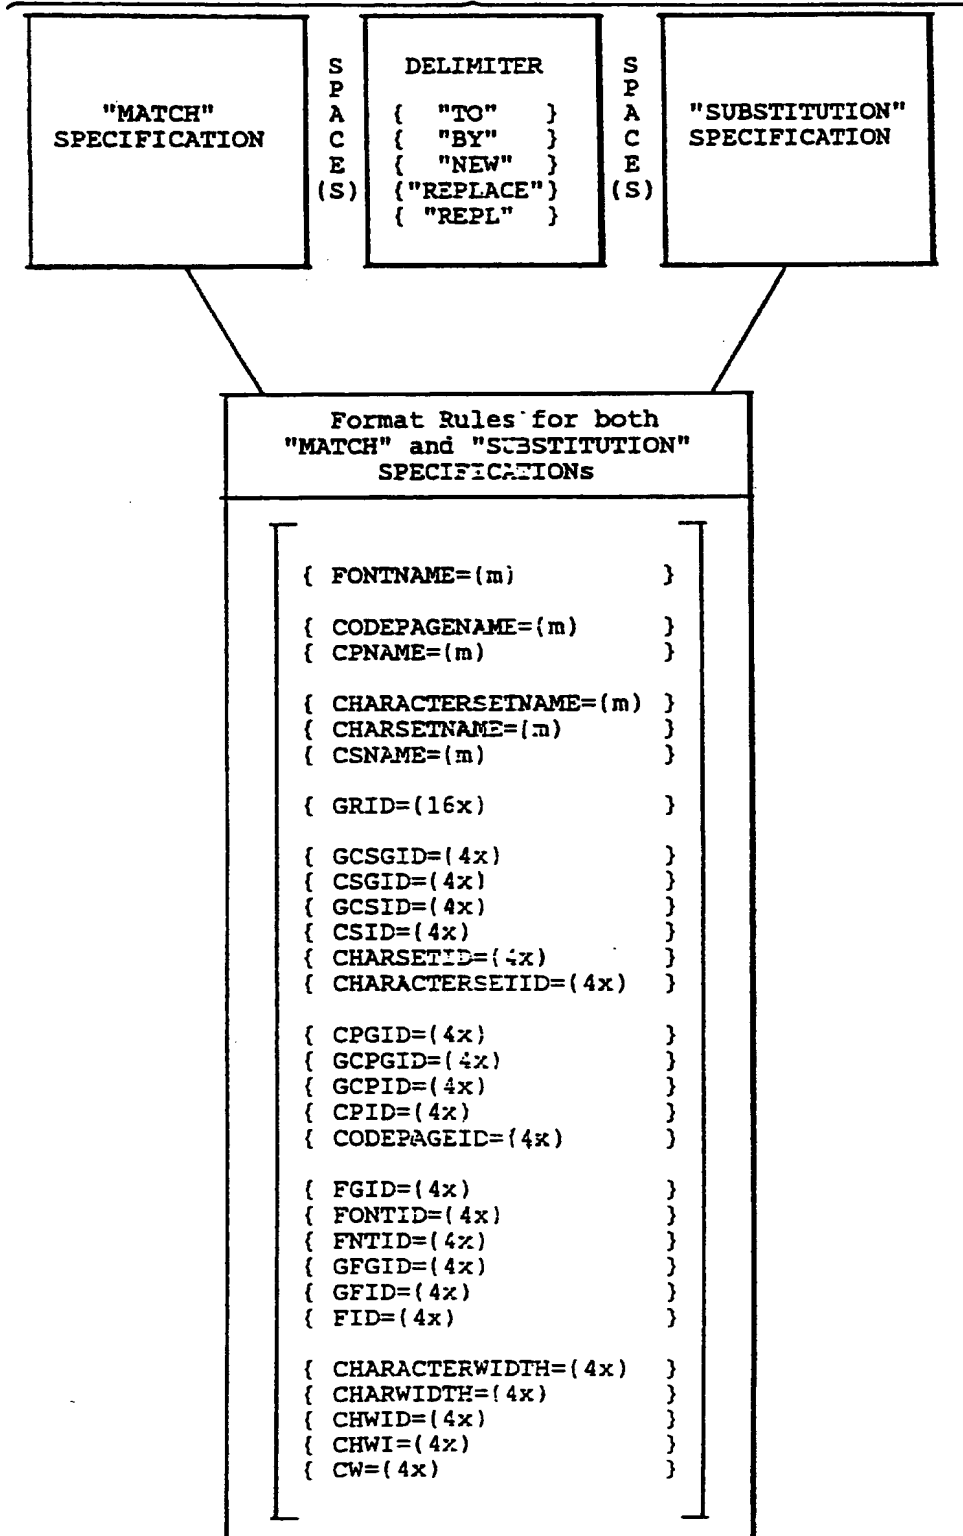 "MATCH"
SPECIFICATION
SPACE(S)
DELIMITER
{ "TO" }
{ "BY" }
{ "NEW" }
{"REPLACE"}
{ "REPL" }
SPACE(S)
"SUBSTITUTION"
SPECIFICATION
Format Rules for both
"MATCH" and "SUBSTITUTION"
SPECIFICATIONs
{ FONTNAME=(m) }
{ CODEPAGENAME=(m) }
{ CPNAME=(m) }
{ CHARACTERSETNAME=(m) }
{ CHARSETNAME=(m) }
{ CSNAME=(m) }
{ GRID=(16x) }
{ GCSGID=(4x) }
{ CSGID=(4x) }
{ GCSID=(4x) }
{ CSID=(4x) }
{ CHARSETID=(4x) }
{ CHARACTERSETID=(4x) }
{ CPGID=(4x) }
{ GCPGID=(4x) }
{ GCPID=(4x) }
{ CPID=(4x) }
{ CODEPAGEID=(4x) }
{ FGID=(4x) }
{ FONTID=(4x) }
{ FNTID=(4x) }
{ GFGID=(4x) }
{ GFID=(4x) }
{ FID=(4x) }
{ CHARACTERWIDTH=(4x) }
{ CHARWIDTH=(4x) }
{ CHWID=(4x) }
{ CHWI=(4x) }
{ CW=(4x) }